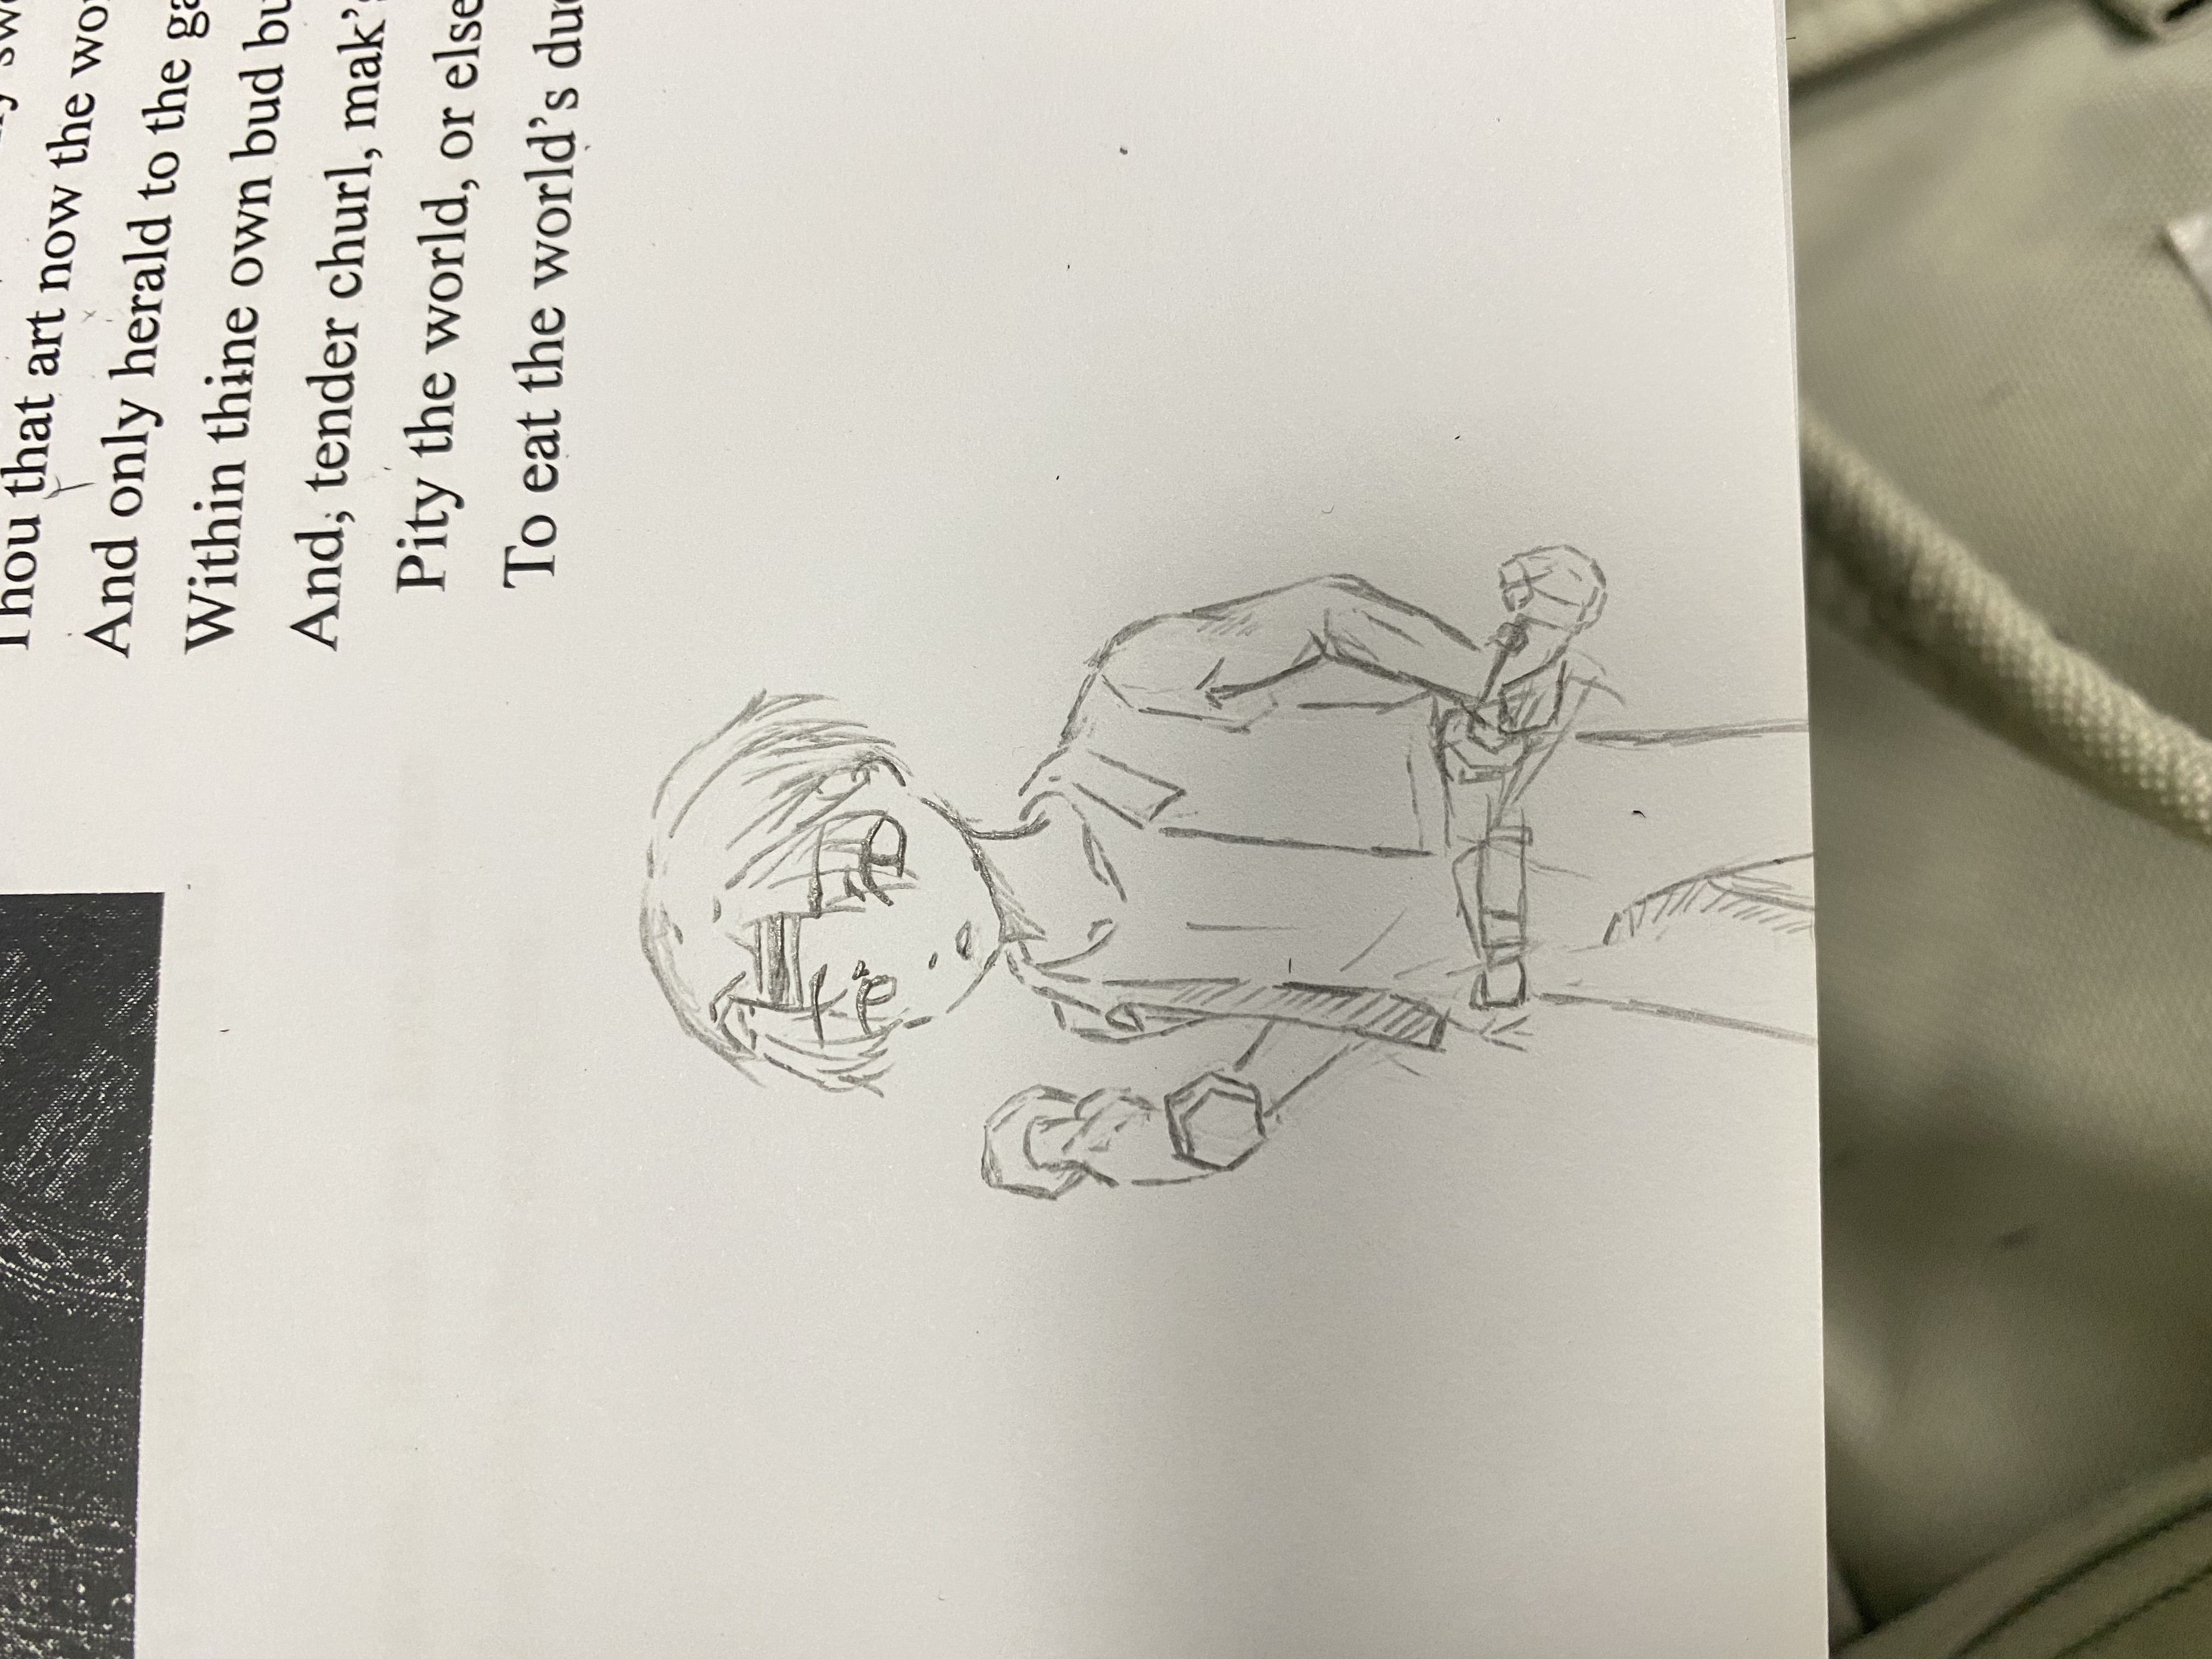 Thou that art now the
And only herald to the
Within thine own bud
And, tender churl,
Pity the world, or else
To eat the world's